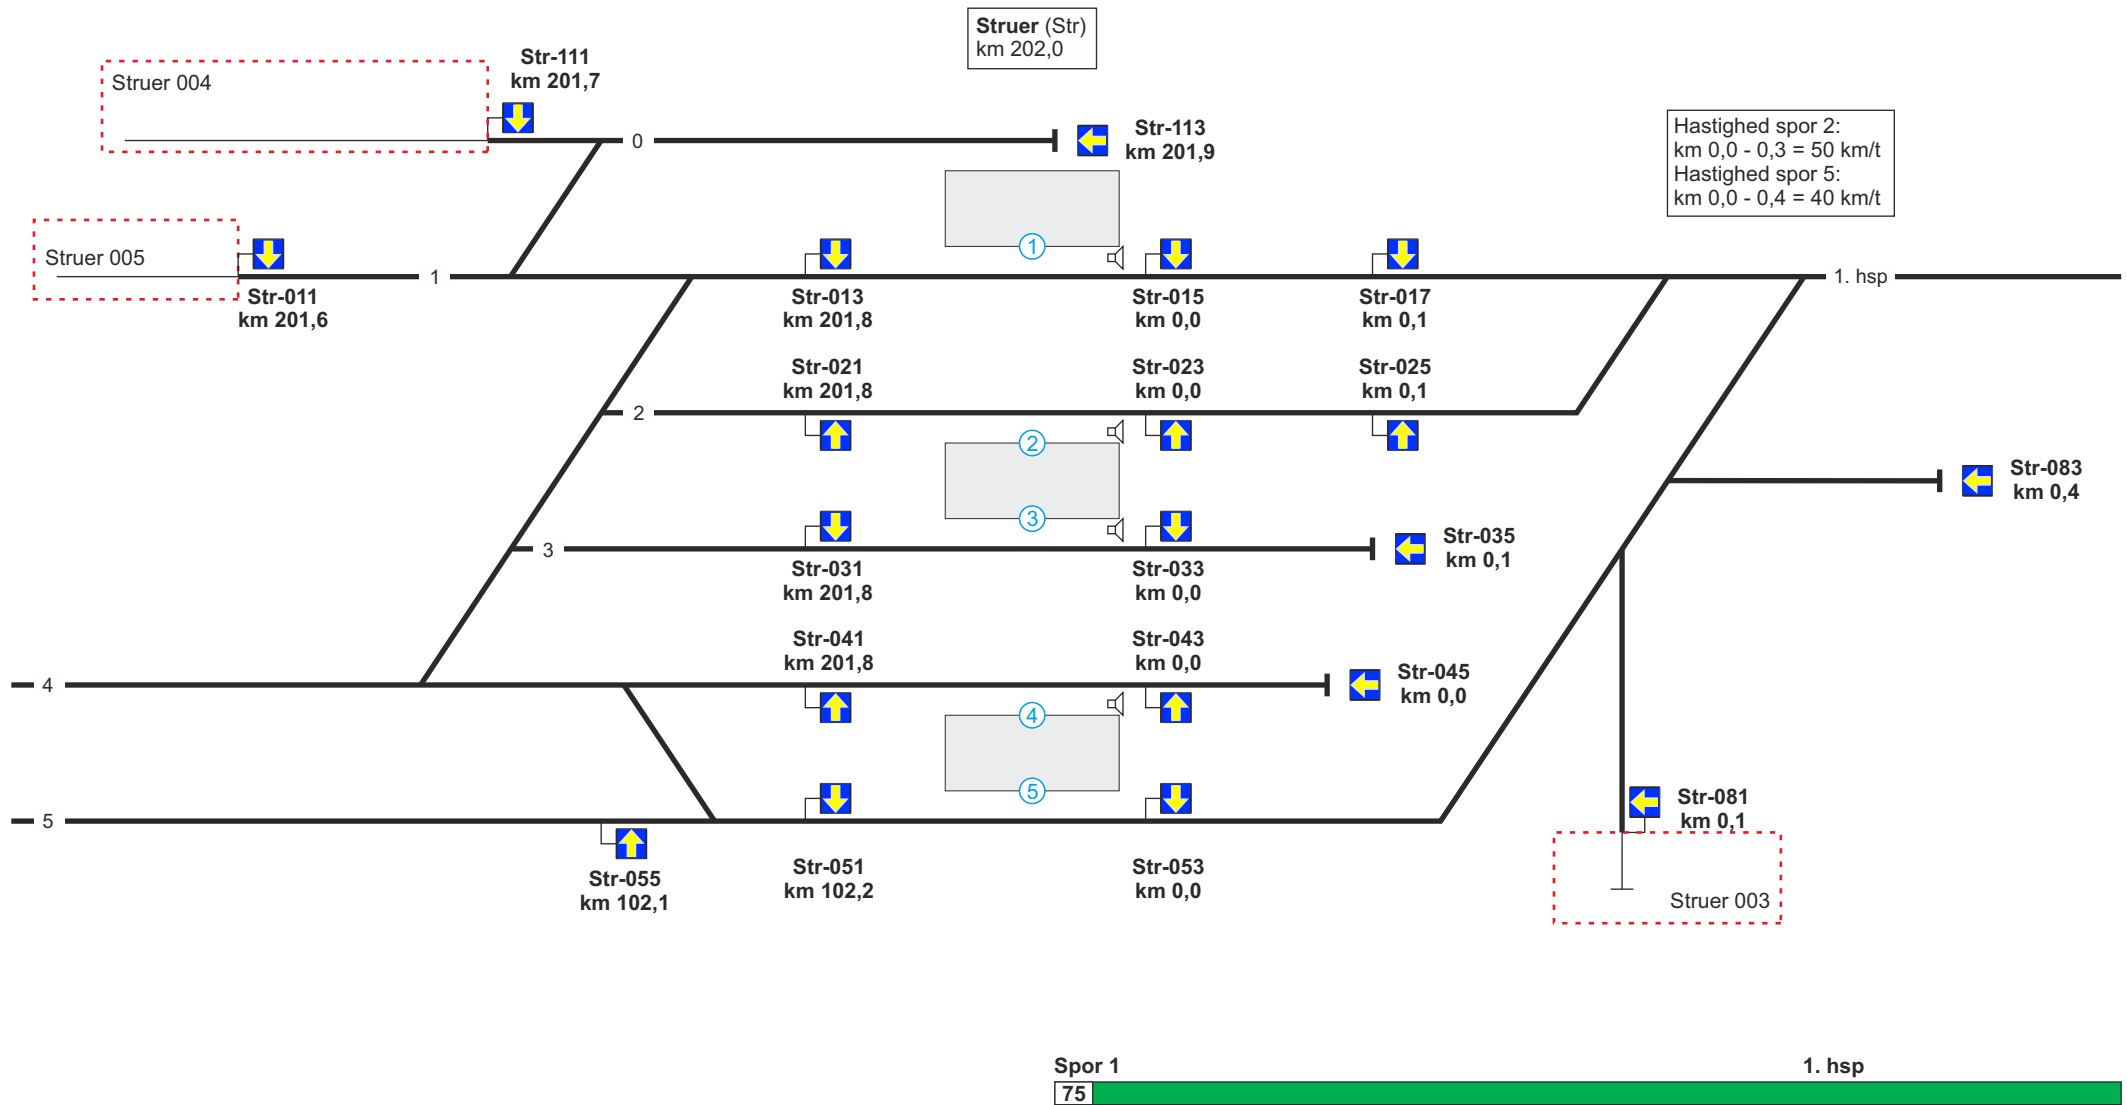 Struer (Str)
km 202,0
Str-111
km 201,7
Struer 004
0
Str-113
km 201,9
Hastighed spor 2:
km 0,0 - 0,3 = 50 km/t
Hastighed spor 5:
km 0,0 - 0,4 = 40 km/t
Struer 005
1
1
1. hsp
Str-011
km 201,6
Str-013
km 201,8
Str-015
km 0,0
Str-017
km 0,1
Str-021
km 201,8
Str-023
km 0,0
Str-025
km 0,1
2
2
Str-083
km 0,4
3
3
Str-035
km 0,1
Str-031
km 201,8
Str-033
km 0,0
Str-041
km 201,8
Str-043
km 0,0
Str-045
km 0,0
4
4
5
5
Str-081
km 0,1
Str-055
km 102,1
Str-051
km 102,2
Str-053
km 0,0
Struer 003
Spor 1
1. hsp
75